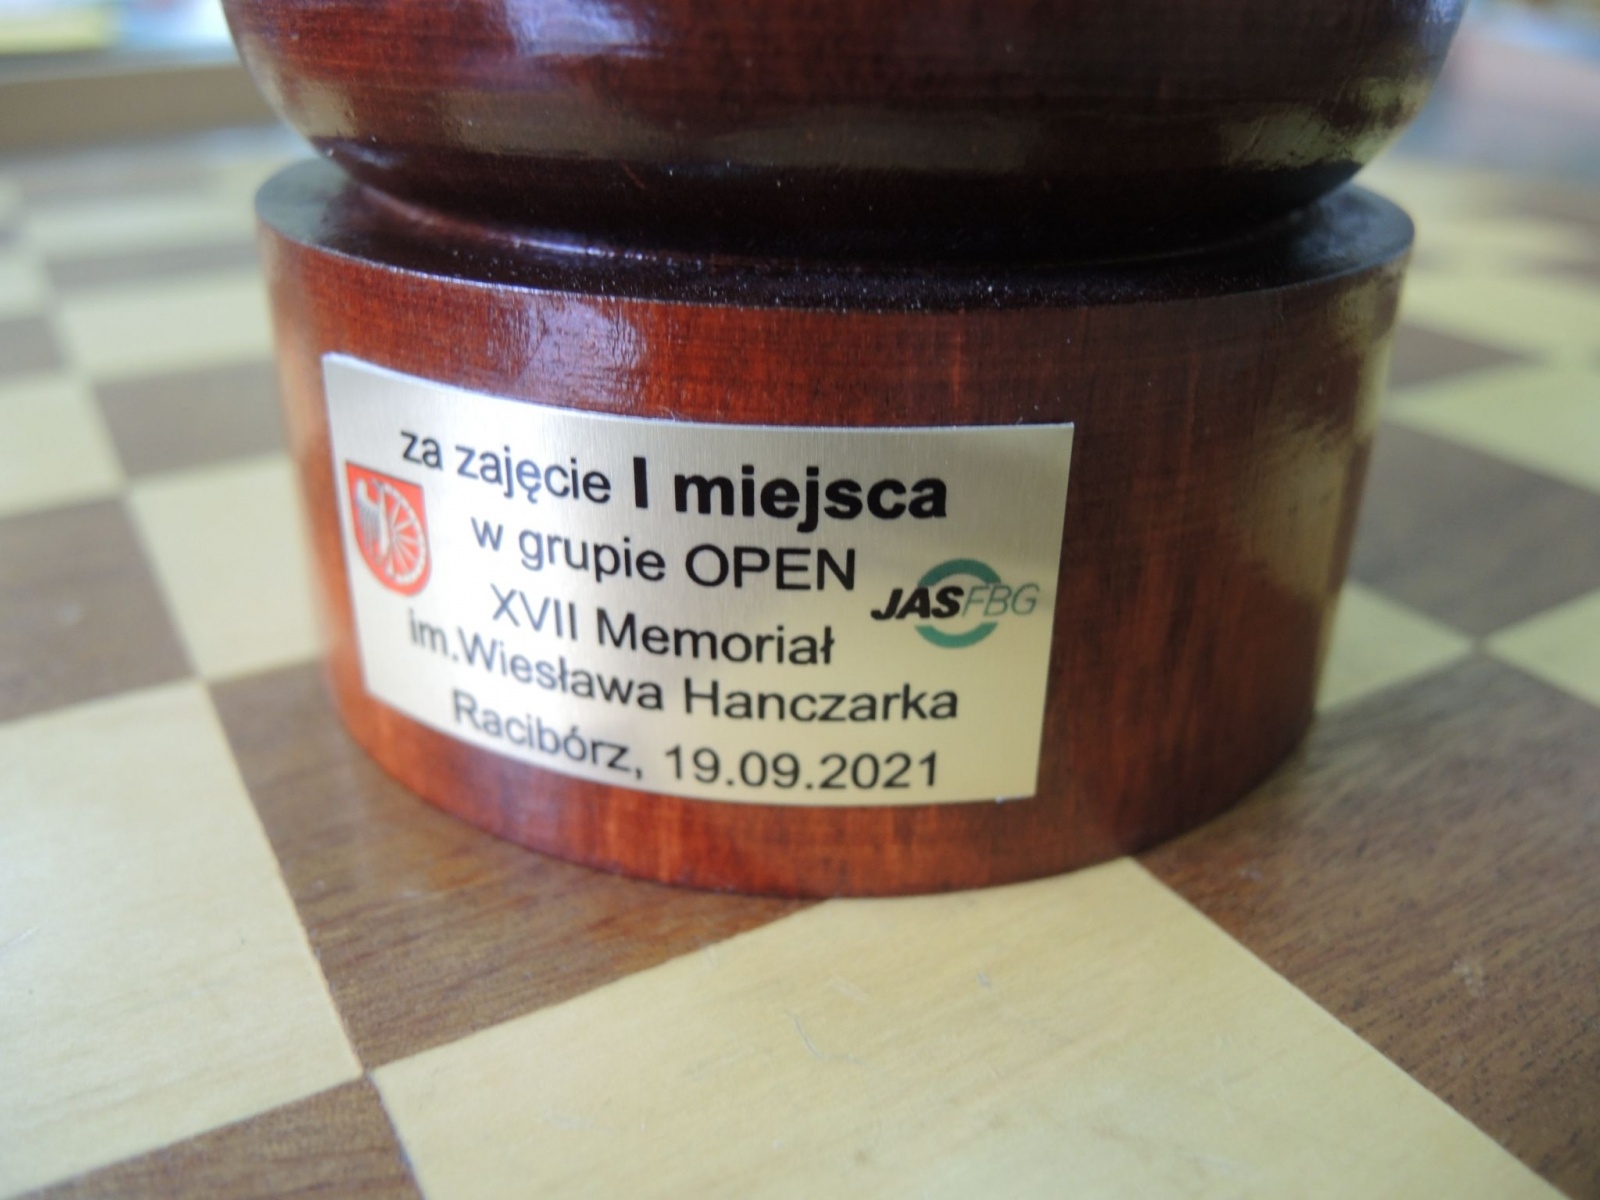 za zajęcie I miejsca
w grupie OPEN
JASFBG
XVII Memoriał
im.Wiesława Hanczarka
Racibórz, 19.09.2021